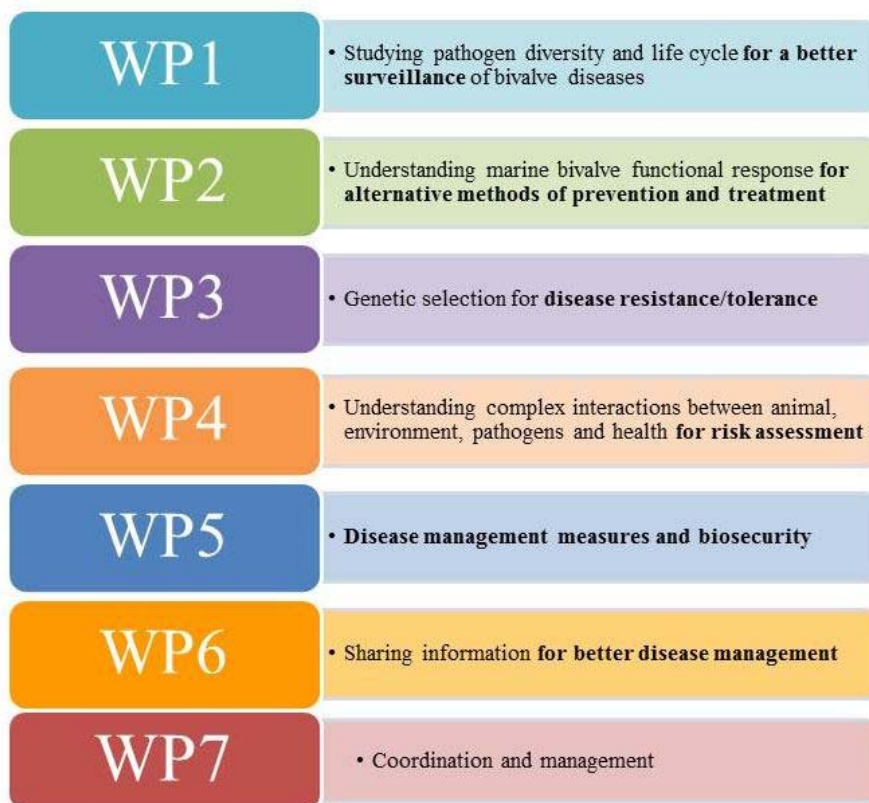 WP1
• Studying pathogen diversity and life cycle for a better
surveillance of bivalve diseases
WP2
• Understanding marine bivalve functional response for
alternative methods of prevention and treatment
WP3
• Genetic selection for disease resistance/tolerance
WP4
• Understanding complex interactions between animal,
environment, pathogens and health for risk assessment
WP5
• Disease management measures and biosecurity
WP6
• Sharing information for better disease management
WP7
• Coordination and management